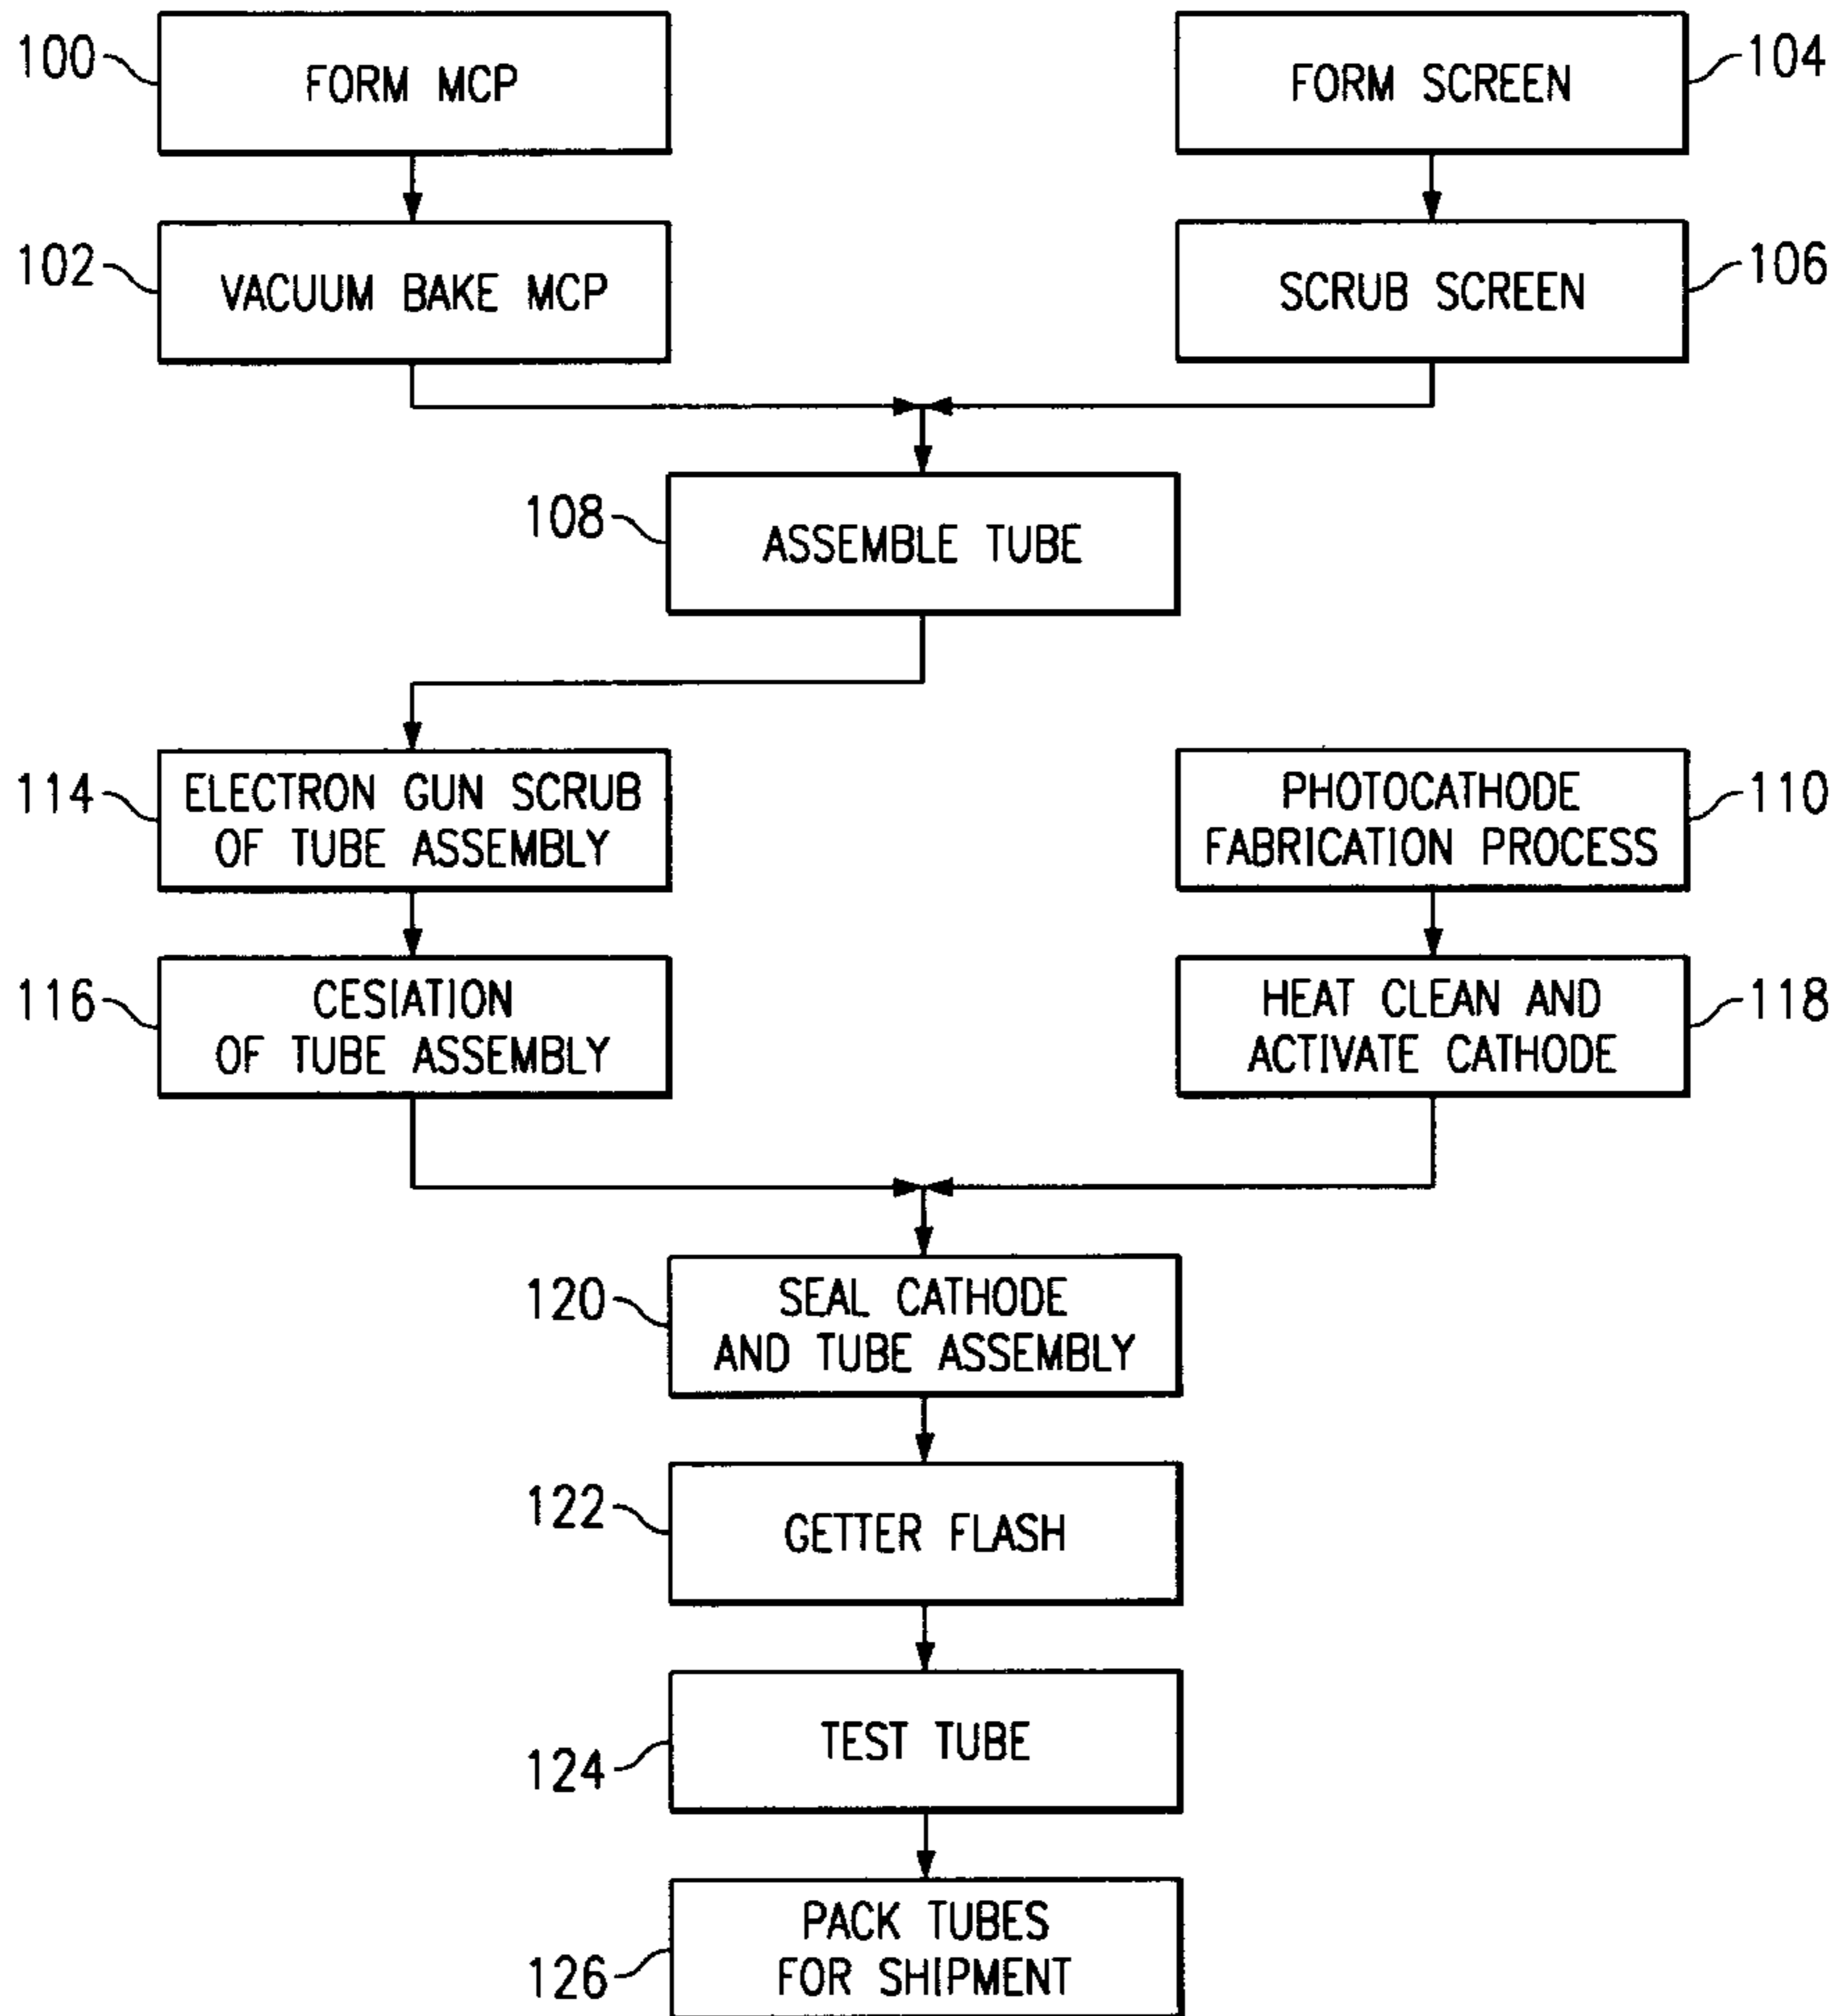 100
FORM MCP
FORM SCREEN
104
102
VACUUM BAKE MCP
SCRUB SCREEN
106
108
ASSEMBLE TUBE
114
ELECTRON GUN SCRUB
OF TUBE ASSEMBLY
PHOTOCATHODE
FABRICATION PROCESS
110
116
CESIATION
OF TUBE ASSEMBLY
HEAT CLEAN AND
ACTIVATE CATHODE
118
120
SEAL CATHODE
AND TUBE ASSEMBLY
122
GETTER FLASH
TEST TUBE
124
PACK TUBES
FOR SHIPMENT
126